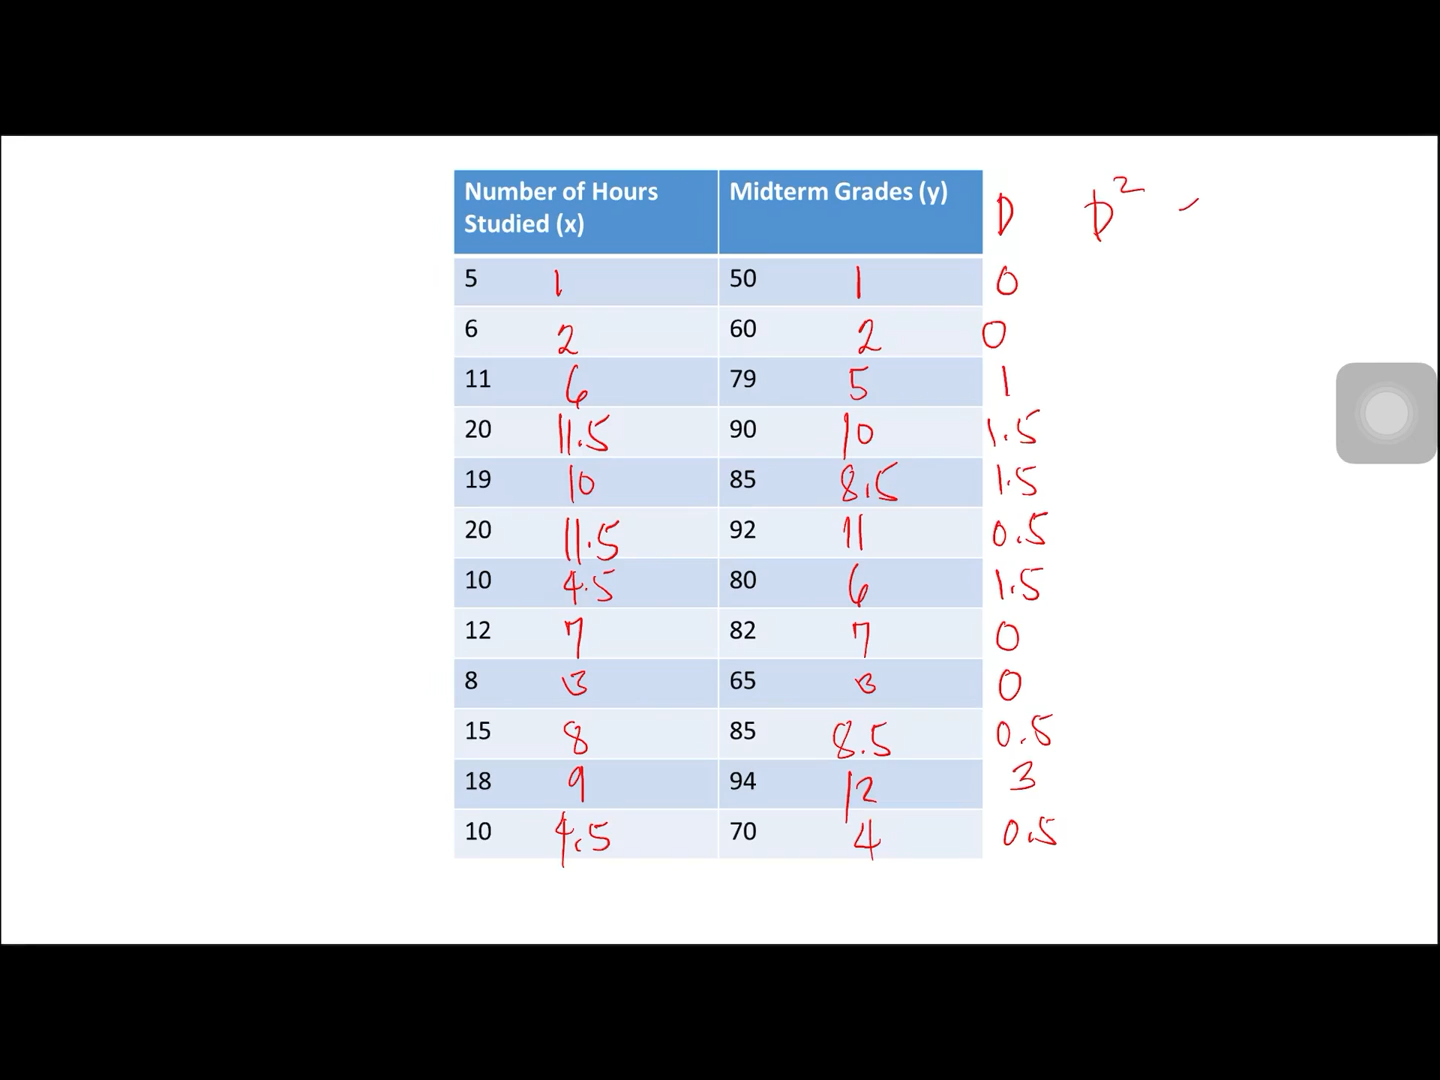 Number of Hours Studied (x) Midterm Grades (y) D D²
5 1 50 1 0
6 2 60 2 0
11 6 79 5 1
20 11.5 90 10 1.5
19 10 85 8.5 1.5
20 11.5 92 11 0.5
10 4.5 80 6 1.5
12 7 82 7 0
8 3 65 3 0
15 8 85 8.5 0.5
18 9 94 12 3
10 4.5 70 4 0.5